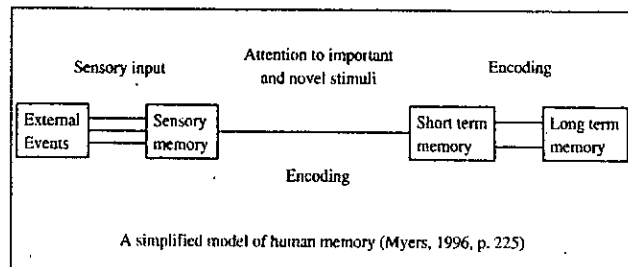 Attention to important
Sensory input
and novel stimuli
Encoding
External
Events
Sensory
memory
Short term
memory
Long term
memory
Encoding
A simplified model of human memory (Myers, 1996, p. 225)